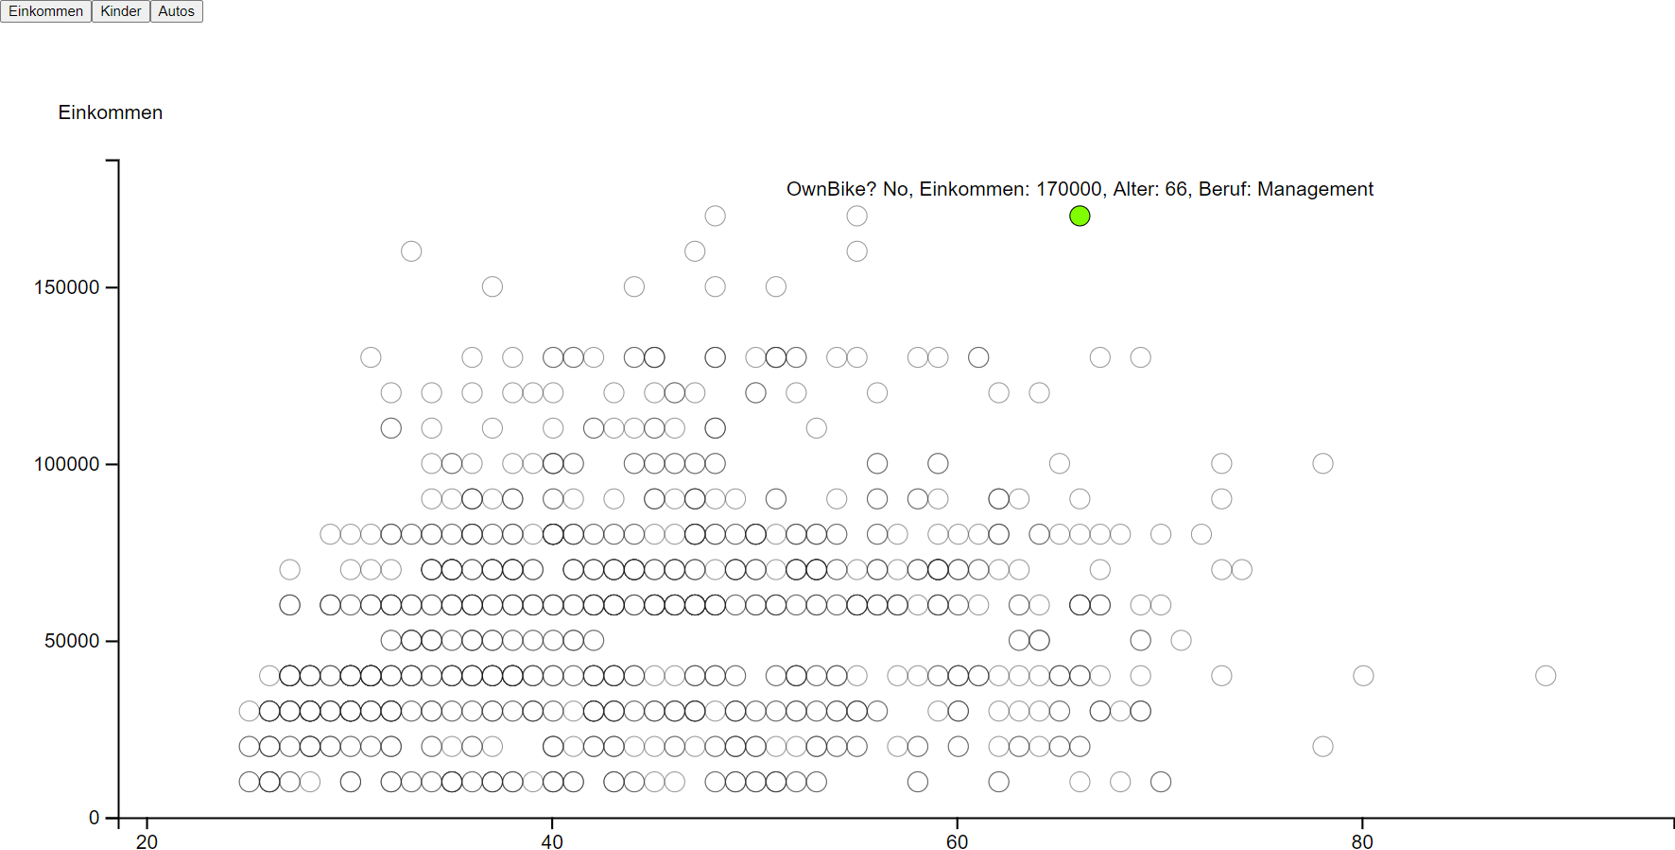 Einkommen Kinder Autos
Einkommen
OwnBike? No, Einkommen: 170000, Alter: 66, Beruf: Management
150000
100000
50000
0
20 40 60 80